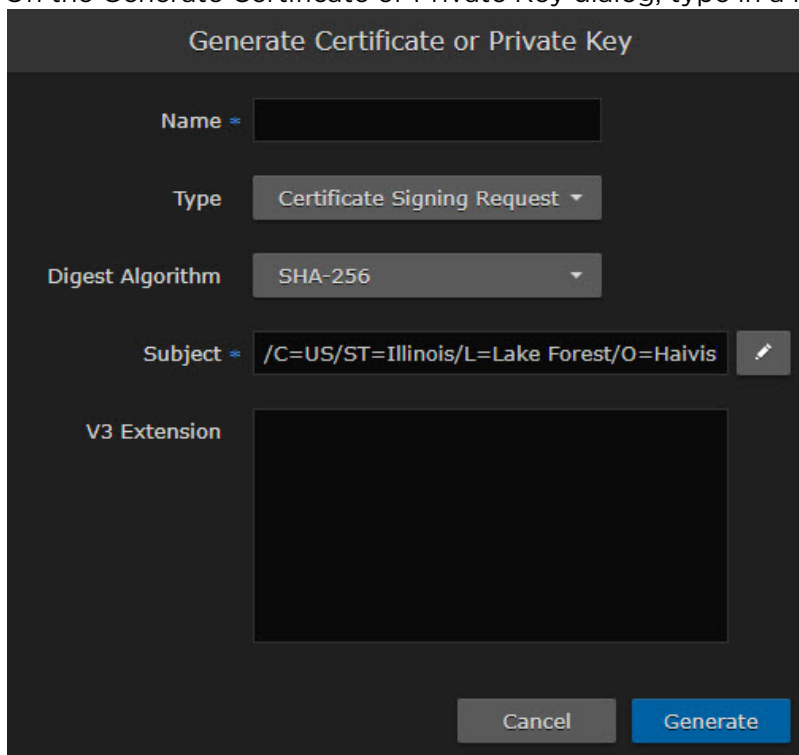 Generate Certificate or Private Key
Name *
Type Certificate Signing Request
Digest Algorithm SHA-256
Subject * /C=US/ST=Illinois/L=Lake Forest/O=Haivis
V3 Extension
Cancel Generate